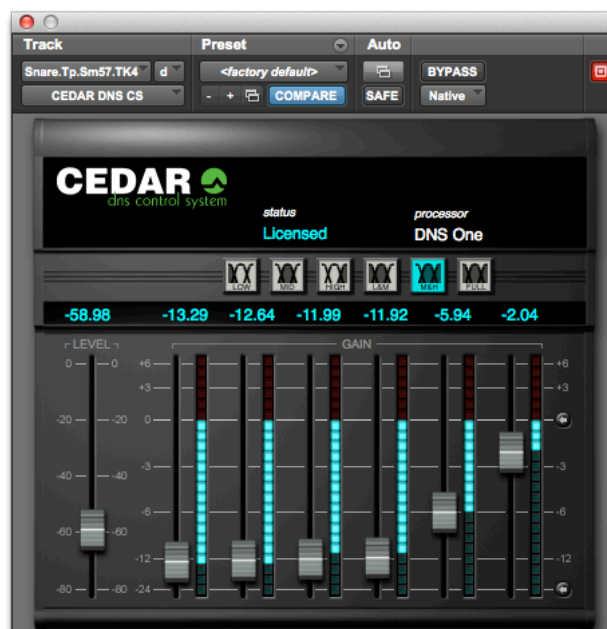 Track Preset Auto
Snare.Tp.Sm57.TK4 d <factory default> BYPASS
CEDAR DNS CS - + COMPARE SAFE Native
CEDAR
dns control system
status processor
Licensed DNS One
LOW MID HIGH L&M M&H FULL
-58.98 -13.29 -12.64 -11.99 -11.92 -5.94 -2.04
LEVEL GAIN
0 0 +6 +6
+3 +3
-20 -20 0
-3 -3
-40 -40
-6 -6
-60 -60
-12 -12
-80 -80 -24